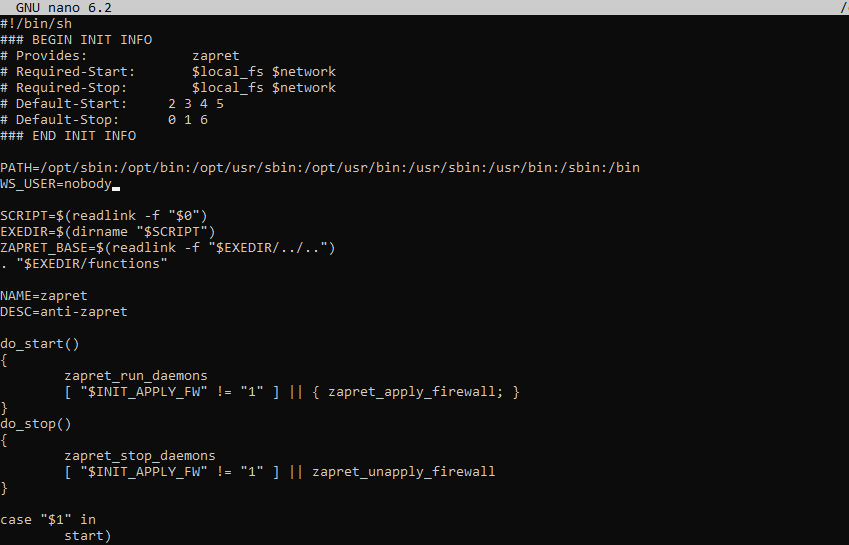 GNU nano 6.2 /
#!/bin/sh
### BEGIN INIT INFO
# Provides:             zapret
# Required-Start:       $local_fs $network
# Required-Stop:        $local_fs $network
# Default-Start:     2 3 4 5
# Default-Stop:      0 1 6
### END INIT INFO
PATH=/opt/sbin:/opt/bin:/opt/usr/sbin:/opt/usr/bin:/usr/sbin:/usr/bin:/sbin:/bin
WS_USER=nobody
SCRIPT=$(readlink -f "$0")
EXEDIR=$(dirname "$SCRIPT")
ZAPRET_BASE=$(readlink -f "$EXEDIR/../..")
. "$EXEDIR/functions"
NAME=zapret
DESC=anti-zapret
do_start()
{
        zapret_run_daemons
        [ "$INIT_APPLY_FW" != "1" ] || { zapret_apply_firewall; }
}
do_stop()
{
        zapret_stop_daemons
        [ "$INIT_APPLY_FW" != "1" ] || zapret_unapply_firewall
}
case "$1" in
        start)